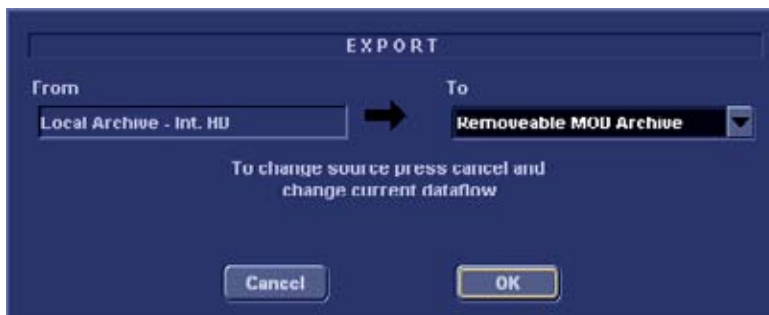 EXPORT
From
To
Local Archive - Int. HD
Removeable MOD Archive
To change source press cancel and
change current dataflow
Cancel
OK